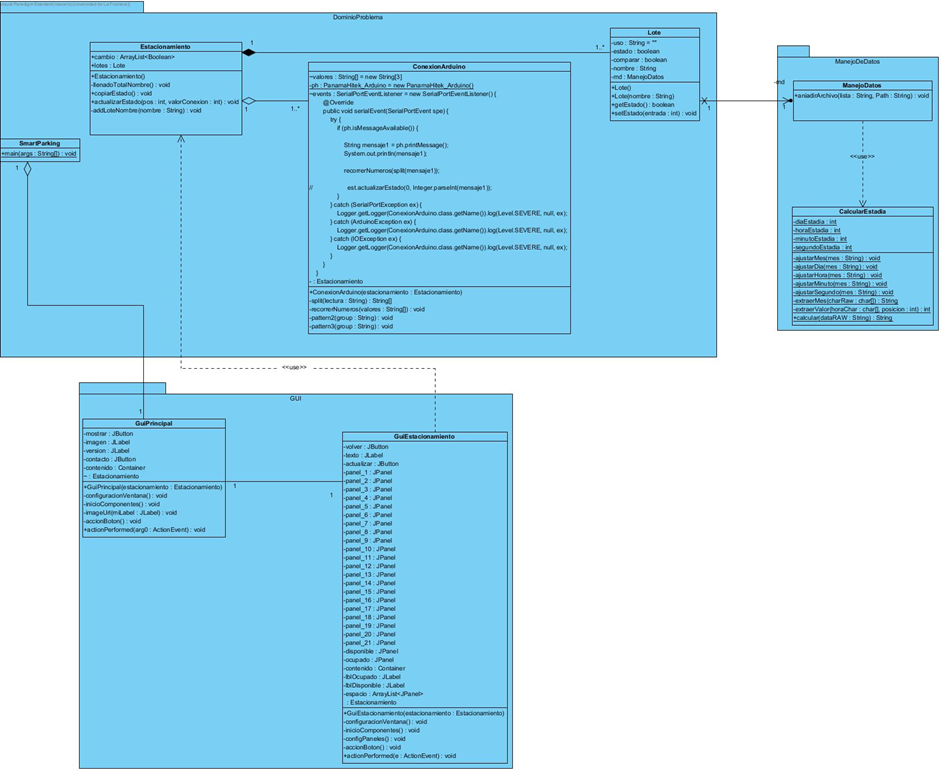 Visual Paradigm Standard(nacorio(Universidad de La Frontera))
DominioProblema
Estacionamiento
+cambio : ArrayList<Boolean>
+lotes : Lote
+Estacionamiento()
-llenadoTotalNombre() : void
+copiarEstado() : void
+actualizarEstado(pos : int, valorConexion : int) : void
-addLoteNombre(nombre : String) : void
1
1..*
1
1..*
ConexionArduino
~valores : String[] = new String[3]
-ph : PanamaHitek_Arduino = new PanamaHitek_Arduino()
~events : SerialPortEventListener = new SerialPortEventListener() {
@Override
public void serialEvent(SerialPortEvent spe) {
try {
if (ph.isMessageAvailable()) {
String mensaje1 = ph.printMessage();
System.out.println(mensaje1);
recorrerNumeros(split(mensaje1));
// est.actualizarEstado(0, Integer.parseInt(mensaje1));
}
} catch (SerialPortException ex) {
Logger.getLogger(ConexionArduino.class.getName()).log(Level.SEVERE, null, ex);
} catch (ArduinoException ex) {
Logger.getLogger(ConexionArduino.class.getName()).log(Level.SEVERE, null, ex);
} catch (IOException ex) {
Logger.getLogger(ConexionArduino.class.getName()).log(Level.SEVERE, null, ex);
}
}
}
- : Estacionamiento
+ConexionArduino(estacionamiento : Estacionamiento)
-split(lectura : String) : String[]
-recorrerNumeros(valores : String[]) : void
-pattern2(group : String) : void
-pattern3(group : String) : void
Lote
-uso : String = ""
-estado : boolean
-comparar : boolean
-nombre : String
-md : ManejoDatos
+Lote()
+Lote(nombre : String)
+getEstado() : boolean
+setEstado(entrada : int) : void
1
-md
1
ManejoDeDatos
ManejoDatos
+aniadirArchivo(lista : String, Path : String) : void
<<use>>
CalcularEstadia
-diaEstadia : int
-horaEstadia : int
-minutoEstadia : int
-segundoEstadia : int
-ajustarMes(mes : String) : void
-ajustarDia(mes : String) : void
-ajustarHora(mes : String) : void
-ajustarMinuto(mes : String) : void
-ajustarSegundo(mes : String) : void
-extraerMes(charRaw : char[]) : String
-extraerValor(horaChar : char[], posicion : int) : int
+calcular(dataRAW : String) : String
SmartParking
+main(args : String[]) : void
1
<<use>>
GUI
1
GuiPrincipal
-mostrar : JButton
-imagen : JLabel
-version : JLabel
-contacto : JButton
-contenido : Container
~ : Estacionamiento
+GuiPrincipal(estacionamiento : Estacionamiento)
-configuracionVentana() : void
-inicioComponentes() : void
-imageUrl(miLabel : JLabel) : void
-accionBoton() : void
+actionPerformed(arg0 : ActionEvent) : void
1
1
GuiEstacionamiento
-volver : JButton
-texto : JLabel
-actualizar : JButton
-panel_1 : JPanel
-panel_2 : JPanel
-panel_3 : JPanel
-panel_4 : JPanel
-panel_5 : JPanel
-panel_6 : JPanel
-panel_7 : JPanel
-panel_8 : JPanel
-panel_9 : JPanel
-panel_10 : JPanel
-panel_11 : JPanel
-panel_12 : JPanel
-panel_13 : JPanel
-panel_14 : JPanel
-panel_15 : JPanel
-panel_16 : JPanel
-panel_17 : JPanel
-panel_18 : JPanel
-panel_19 : JPanel
-panel_20 : JPanel
-panel_21 : JPanel
-disponible : JPanel
-ocupado : JPanel
-contenido : Container
-lblOcupado : JLabel
-lblDisponible : JLabel
-espacio : ArrayList<JPanel>
: Estacionamiento
+GuiEstacionamiento(estacionamiento : Estacionamiento)
-configuracionVentana() : void
-inicioComponentes() : void
-configPaneles() : void
-accionBoton() : void
+actionPerformed(e : ActionEvent) : void